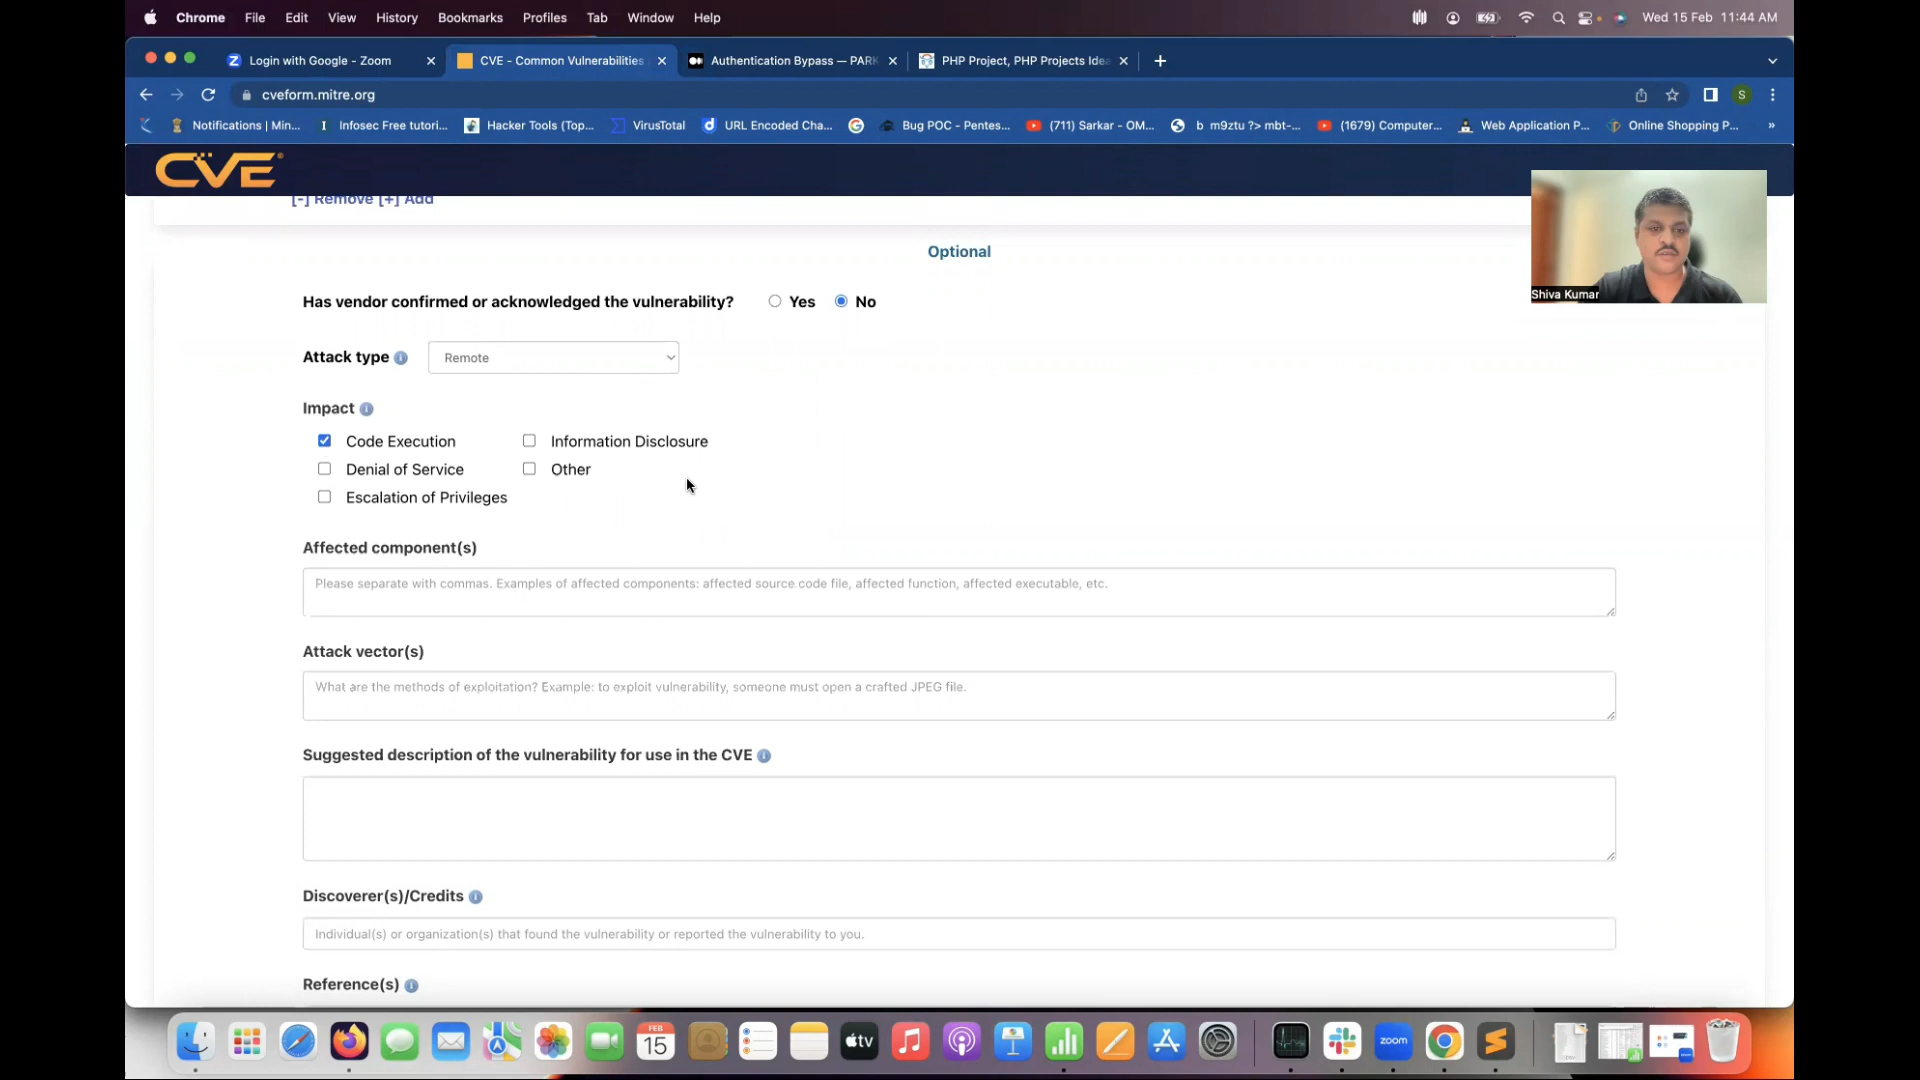 Chrome File Edit View History Bookmarks Profiles Tab Window Help Wed 15 Feb 11:44 AM
Login with Google - Zoom CVE - Common Vulnerabilities Authentication Bypass — PARK PHP Project, PHP Projects Idea
cveform.mitre.org S
Notifications | Min... Infosec Free tutori... Hacker Tools (Top... VirusTotal URL Encoded Cha... Bug POC - Pentes... (711) Sarkar - OM... b m9ztu ?> mbt-... (1679) Computer... Web Application P... Online Shopping P... »
CVE
[-] Remove [+] Add
Shiva Kumar
Optional
Has vendor confirmed or acknowledged the vulnerability? Yes No
Attack type Remote
Impact
Code Execution Information Disclosure
Denial of Service Other
Escalation of Privileges
Affected component(s)
Please separate with commas. Examples of affected components: affected source code file, affected function, affected executable, etc.
Attack vector(s)
What are the methods of exploitation? Example: to exploit vulnerability, someone must open a crafted JPEG file.
Suggested description of the vulnerability for use in the CVE
Discoverer(s)/Credits
Individual(s) or organization(s) that found the vulnerability or reported the vulnerability to you.
Reference(s)
FEB
15
tv
zoom